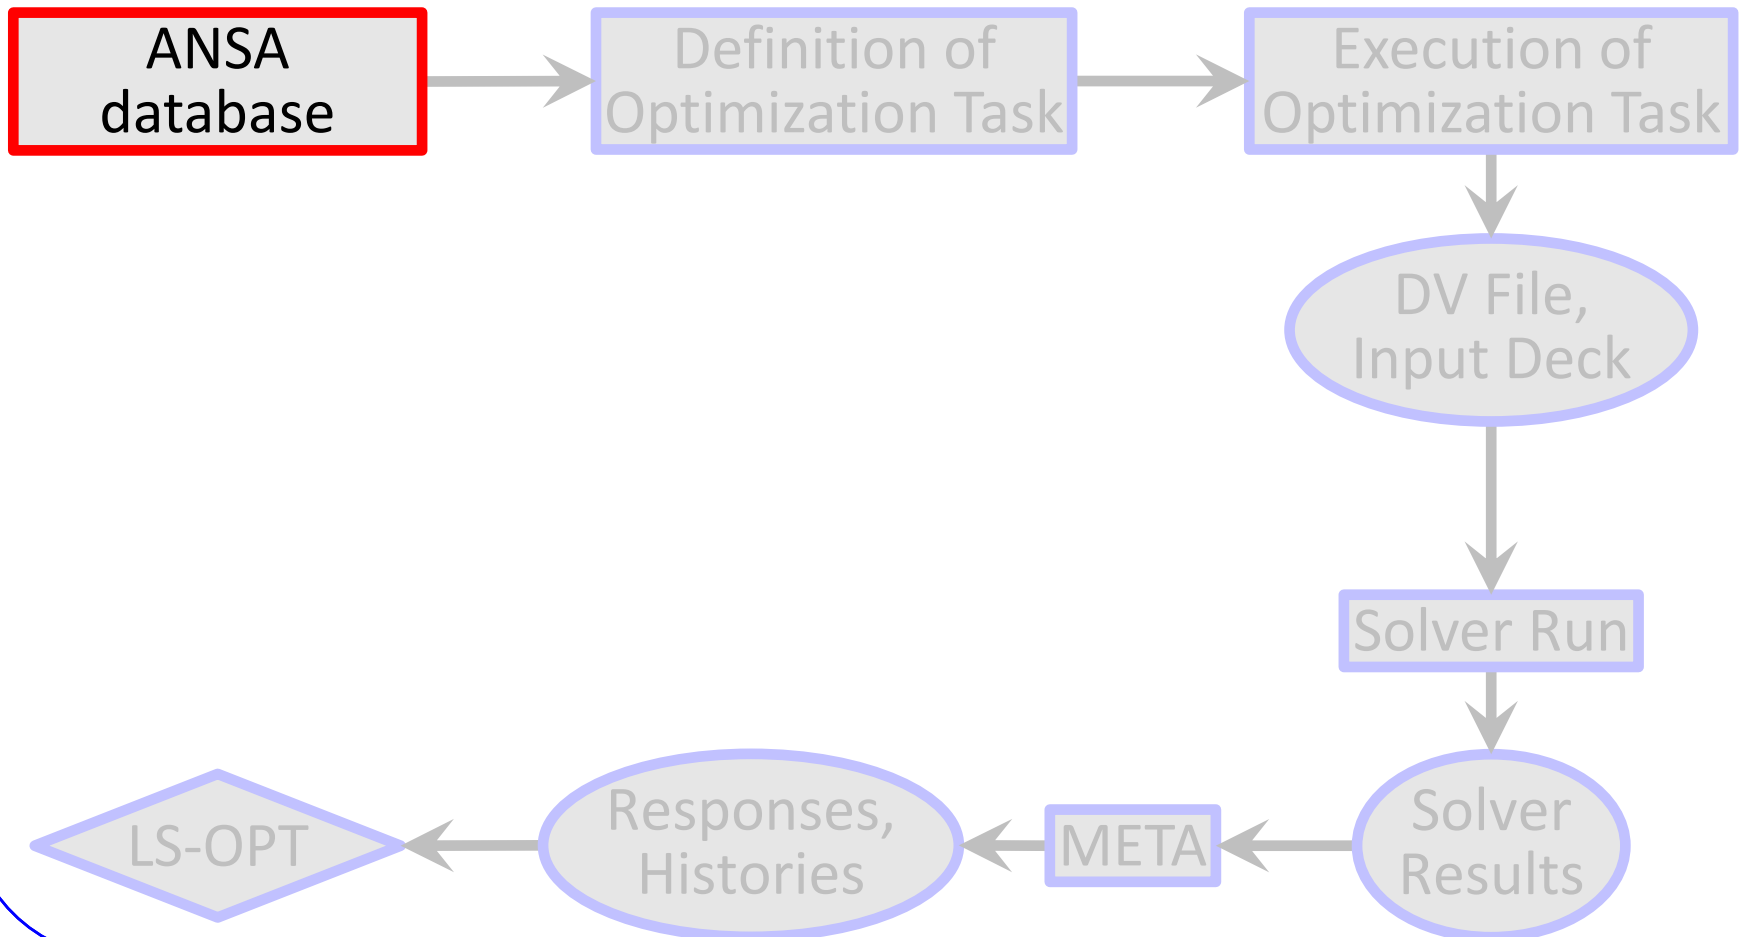 ANSA
database
Definition of
Optimization Task
Execution of
Optimization Task
DV File,
Input Deck
Solver Run
Solver
Results
META
Responses,
Histories
LS-OPT